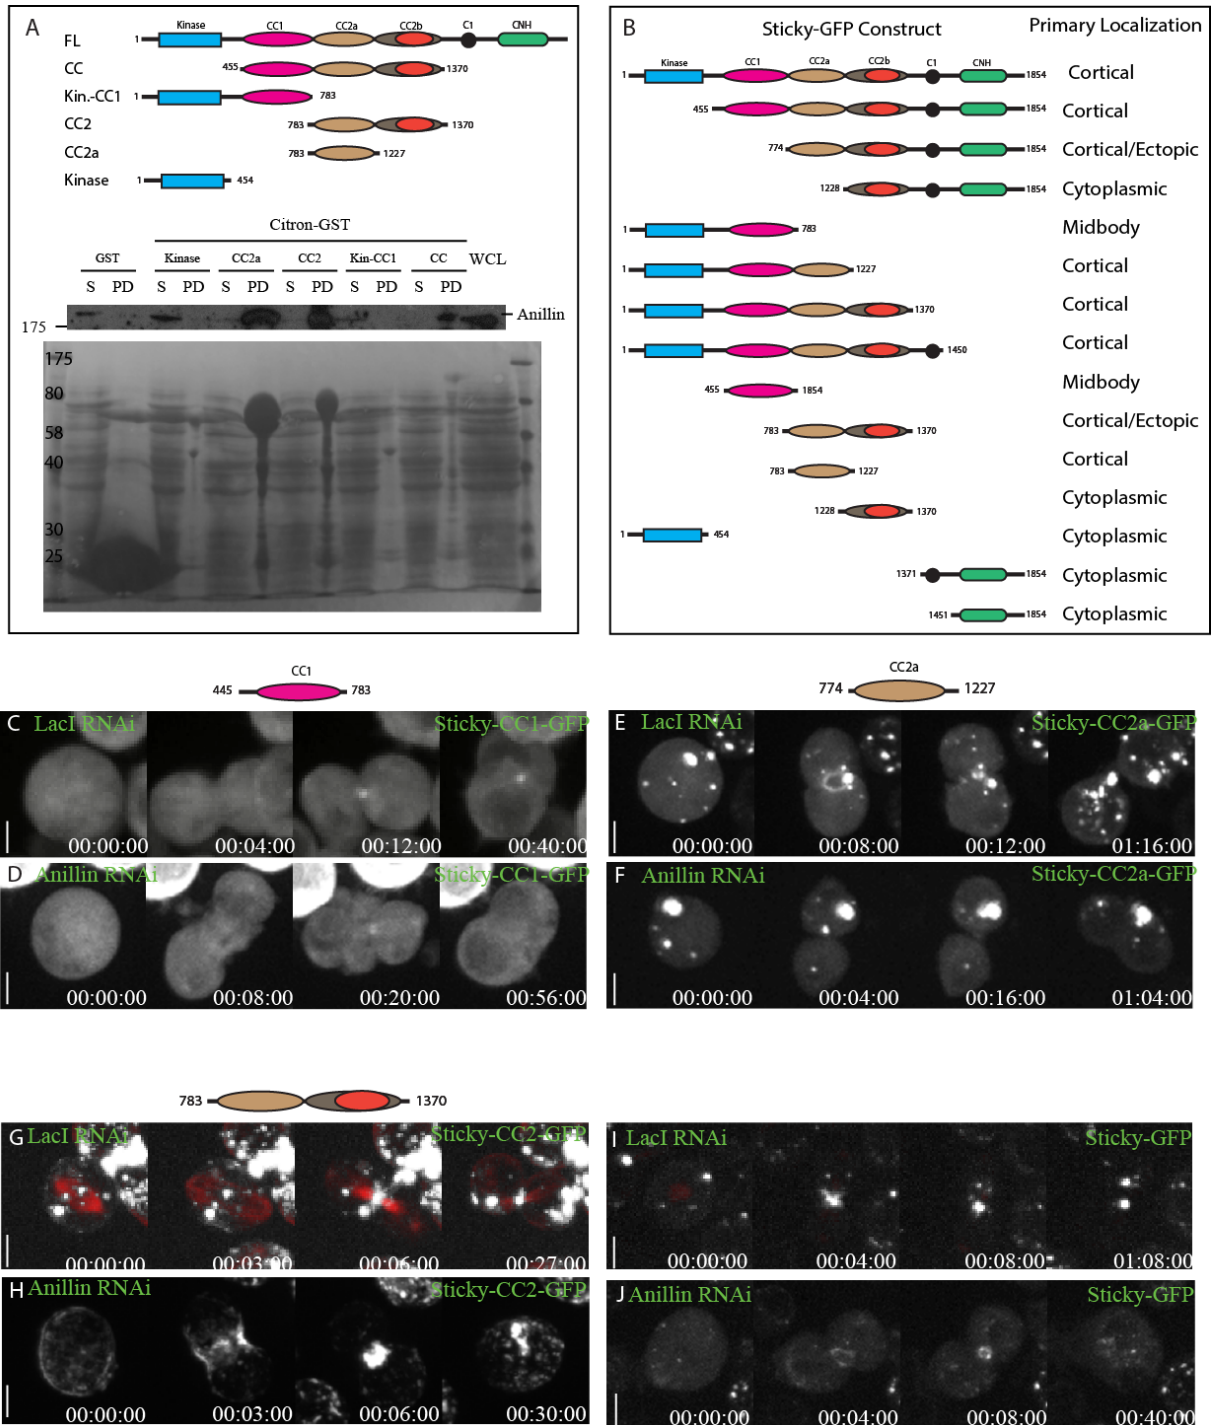 A
Kinase CC1 CC2a CC2b C1 CNH
FL 1
CC 455 1370
Kin.-CC1 1 783
CC2 783 1370
CC2a 783 1227
Kinase 1 454
Citron-GST
GST Kinase CC2a CC2 Kin-CC1 CC WCL
S PD S PD S PD S PD S PD S PD
Anillin
175
175
80
58
40
30
25
B Sticky-GFP Construct Primary Localization
Kinase CC1 CC2a CC2b C1 CNH
1 1854 Cortical
455 1854 Cortical
774 1854 Cortical/Ectopic
1228 1854 Cytoplasmic
1 783 Midbody
1 1227 Cortical
1 1370 Cortical
1 1450 Cortical
455 1854 Midbody
783 1370 Cortical/Ectopic
783 1227 Cortical
1228 1370 Cytoplasmic
1 454 Cytoplasmic
1371 1854 Cytoplasmic
1451 1854 Cytoplasmic
CC1
445 783
C LacI RNAi Sticky-CC1-GFP
00:00:00 00:04:00 00:12:00 00:40:00
D Anillin RNAi Sticky-CC1-GFP
00:00:00 00:08:00 00:20:00 00:56:00
CC2a
774 1227
E LacI RNAi Sticky-CC2a-GFP
00:00:00 00:08:00 00:12:00 01:16:00
F Anillin RNAi Sticky-CC2a-GFP
00:00:00 00:04:00 00:16:00 01:04:00
783 1370
G LacI RNAi Sticky-CC2-GFP
00:00:00 00:03:00 00:06:00 00:27:00
H Anillin RNAi Sticky-CC2-GFP
00:00:00 00:03:00 00:06:00 00:30:00
I LacI RNAi Sticky-GFP
00:00:00 00:04:00 00:08:00 01:08:00
J Anillin RNAi Sticky-GFP
00:00:00 00:04:00 00:08:00 00:40:00